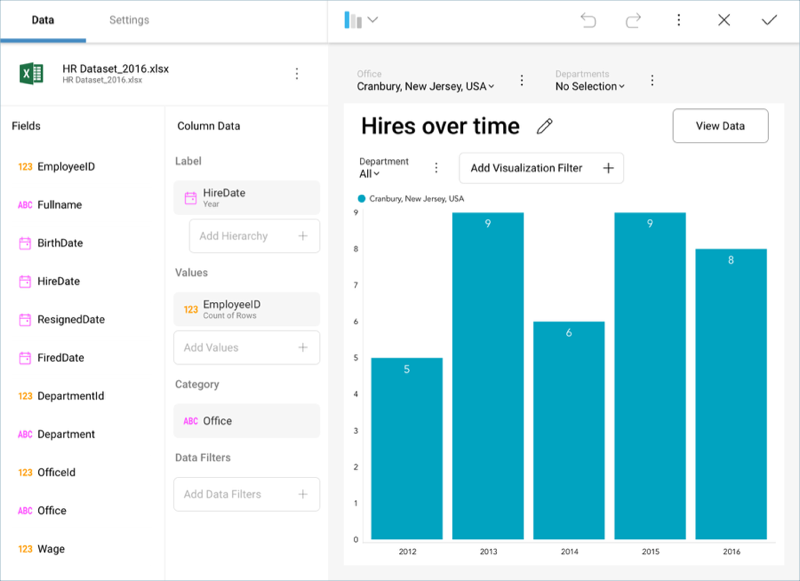 Data
Settings
HR Dataset_2016.xlsx
HR Dataset_2016.xlsx
Fields
123 EmployeeID
ABC Fullname
BirthDate
HireDate
ResignedDate
FiredDate
123 DepartmentId
ABC Department
123 OfficeId
ABC Office
123 Wage
Column Data
Label
HireDate
Year
Add Hierarchy +
Values
123 EmployeeID
Count of Rows
Add Values +
Category
ABC Office
Data Filters
Add Data Filters +
Office
Cranbury, New Jersey, USA
Departments
No Selection
Hires over time
View Data
Department
All
Add Visualization Filter +
Cranbury, New Jersey, USA
9
8
7
6
5
4
3
2
1
0
5
9
6
9
8
2012
2013
2014
2015
2016